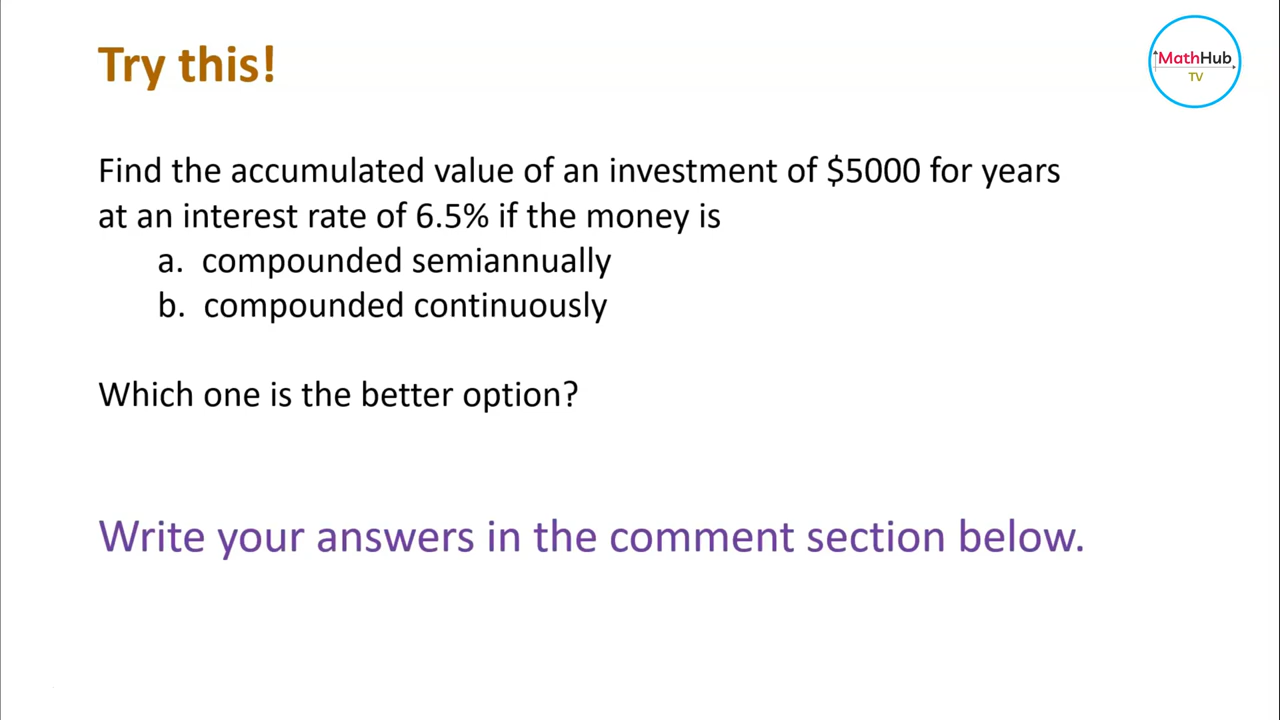 Try this!
MathHub
TV
Find the accumulated value of an investment of $5000 for years
at an interest rate of 6.5% if the money is
a. compounded semiannually
b. compounded continuously
Which one is the better option?
Write your answers in the comment section below.